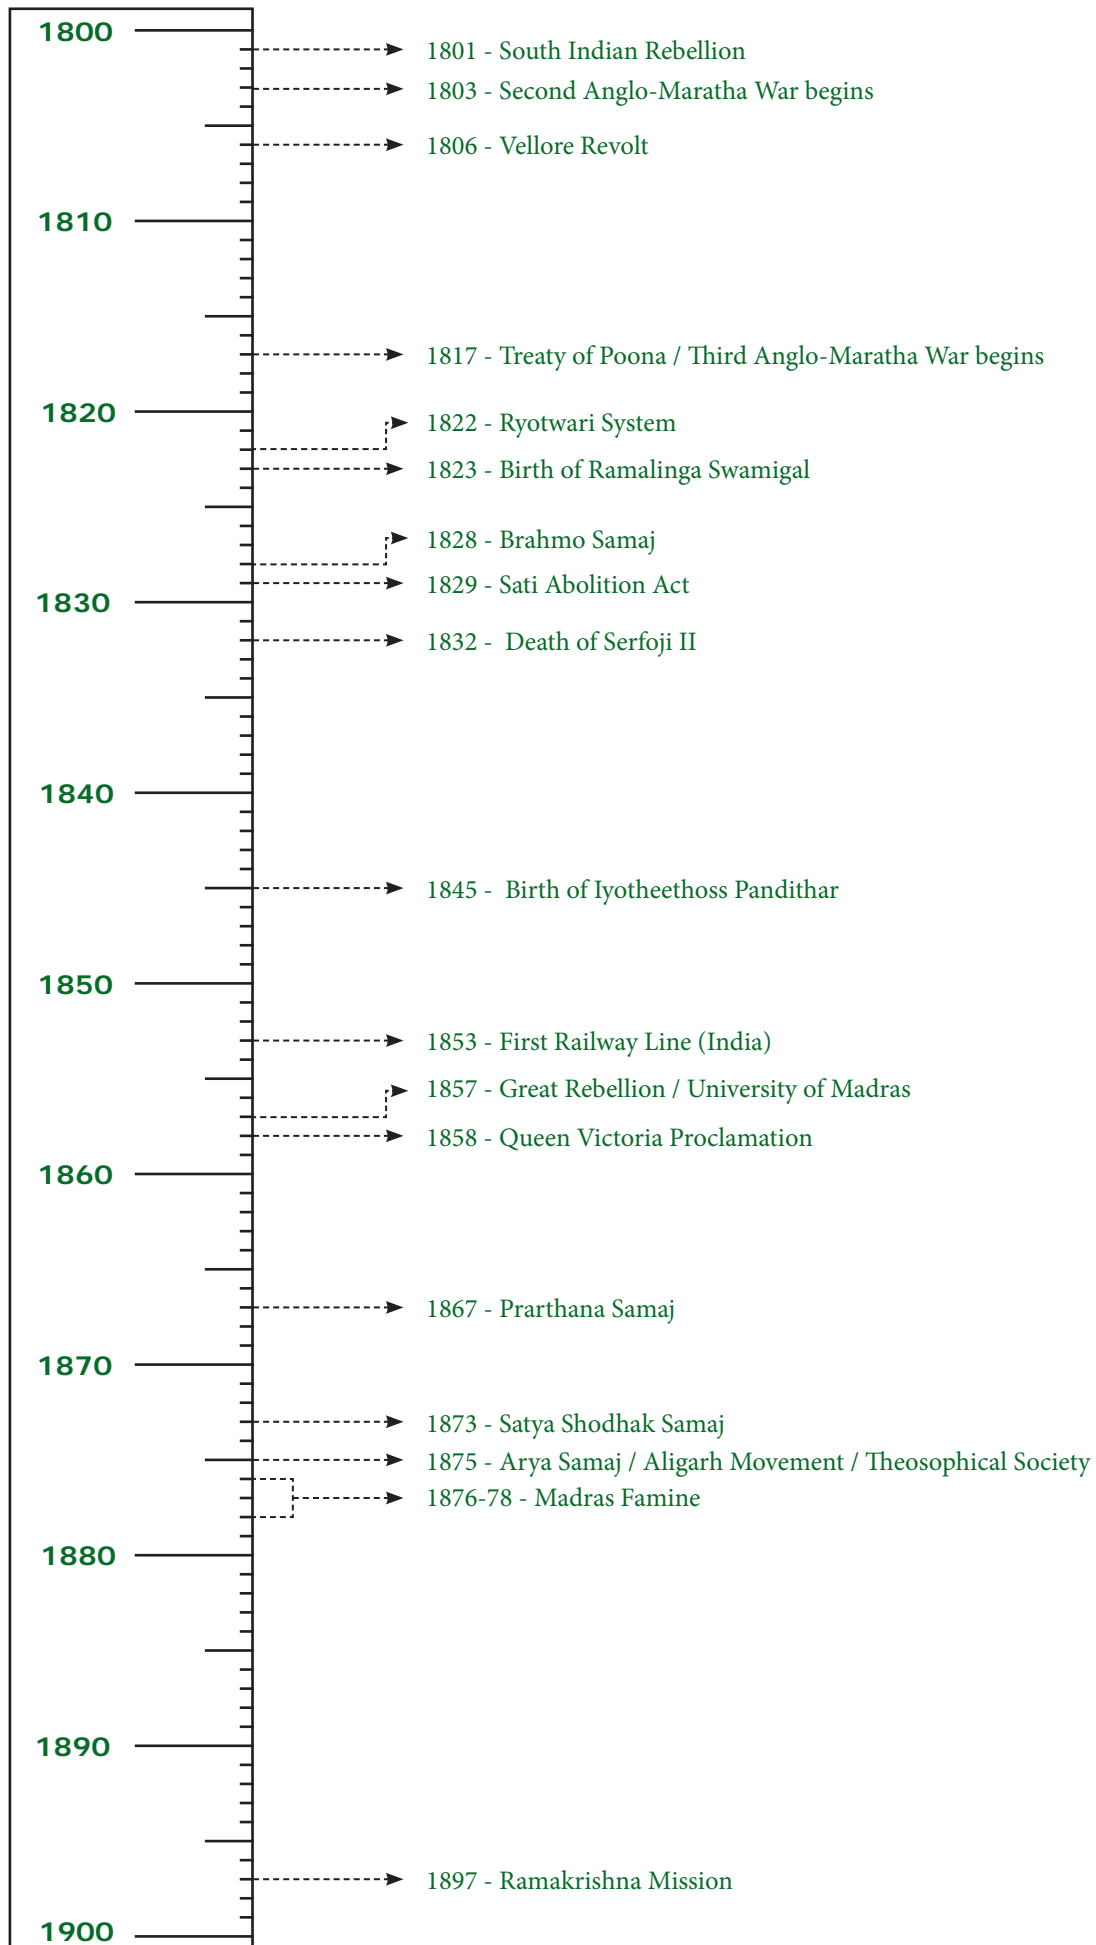 1800
1801 - South Indian Rebellion
1803 - Second Anglo-Maratha War begins
1806 - Vellore Revolt
1810
1817 - Treaty of Poona / Third Anglo-Maratha War begins
1820
1822 - Ryotwari System
1823 - Birth of Ramalinga Swamigal
1828 - Brahmo Samaj
1829 - Sati Abolition Act
1830
1832 - Death of Serfoji II
1840
1845 - Birth of Iyotheethoss Pandithar
1850
1853 - First Railway Line (India)
1857 - Great Rebellion / University of Madras
1858 - Queen Victoria Proclamation
1860
1867 - Prarthana Samaj
1870
1873 - Satya Shodhak Samaj
1875 - Arya Samaj / Aligarh Movement / Theosophical Society
1876-78 - Madras Famine
1880
1890
1897 - Ramakrishna Mission
1900